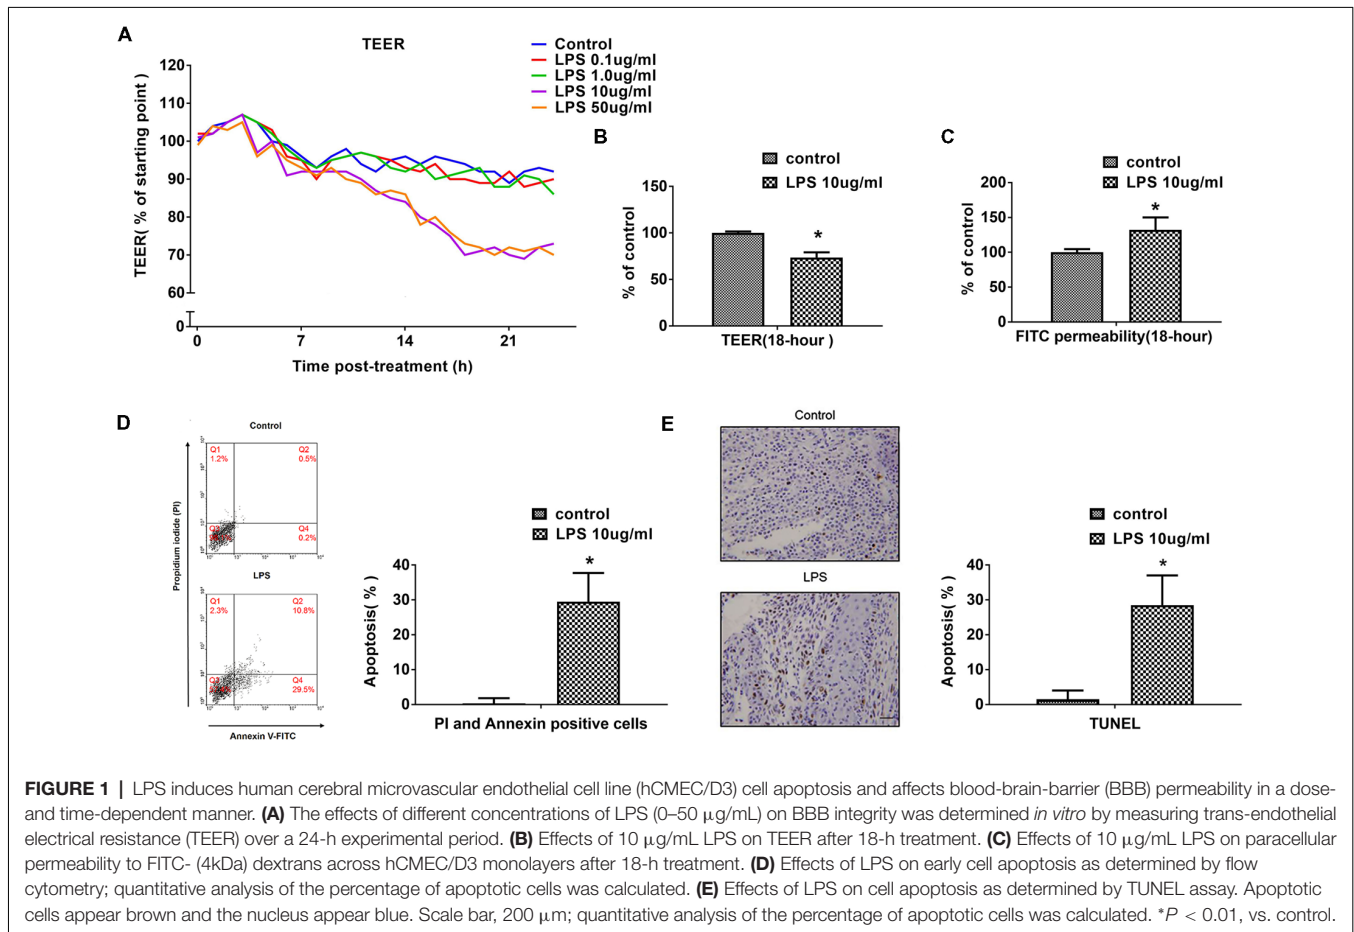 A
TEER
Control
LPS 0.1ug/ml
LPS 1.0ug/ml
LPS 10ug/ml
LPS 50ug/ml
TEER( % of starting point )
120
100
90
80
70
60
0
0 7 14 21
Time post-treatment (h)
B
control
LPS 10ug/ml
% of control
150
100
50
0
*
TEER(18-hour )
C
control
LPS 10ug/ml
% of control
200
150
100
50
0
*
FITC permeability(18-hour)
D
Control
Q1
1.2%
Q2
0.5%
Q4
0.2%
LPS
Q1
2.3%
Q2
10.8%
Q4
29.5%
Propidium iodide (PI)
Annexin V-FITC
control
LPS 10ug/ml
Apoptosis( % )
40
30
20
10
0
*
PI and Annexin positive cells
E
Control
LPS
control
LPS 10ug/ml
Apoptosis( % )
40
30
20
10
0
*
TUNEL
FIGURE 1 | LPS induces human cerebral microvascular endothelial cell line (hCMEC/D3) cell apoptosis and affects blood-brain-barrier (BBB) permeability in a dose-
and time-dependent manner. (A) The effects of different concentrations of LPS (0–50 μg/mL) on BBB integrity was determined in vitro by measuring trans-endothelial
electrical resistance (TEER) over a 24-h experimental period. (B) Effects of 10 μg/mL LPS on TEER after 18-h treatment. (C) Effects of 10 μg/mL LPS on paracellular
permeability to FITC- (4kDa) dextrans across hCMEC/D3 monolayers after 18-h treatment. (D) Effects of LPS on early cell apoptosis as determined by flow
cytometry; quantitative analysis of the percentage of apoptotic cells was calculated. (E) Effects of LPS on cell apoptosis as determined by TUNEL assay. Apoptotic
cells appear brown and the nucleus appear blue. Scale bar, 200 μm; quantitative analysis of the percentage of apoptotic cells was calculated. *P < 0.01, vs. control.